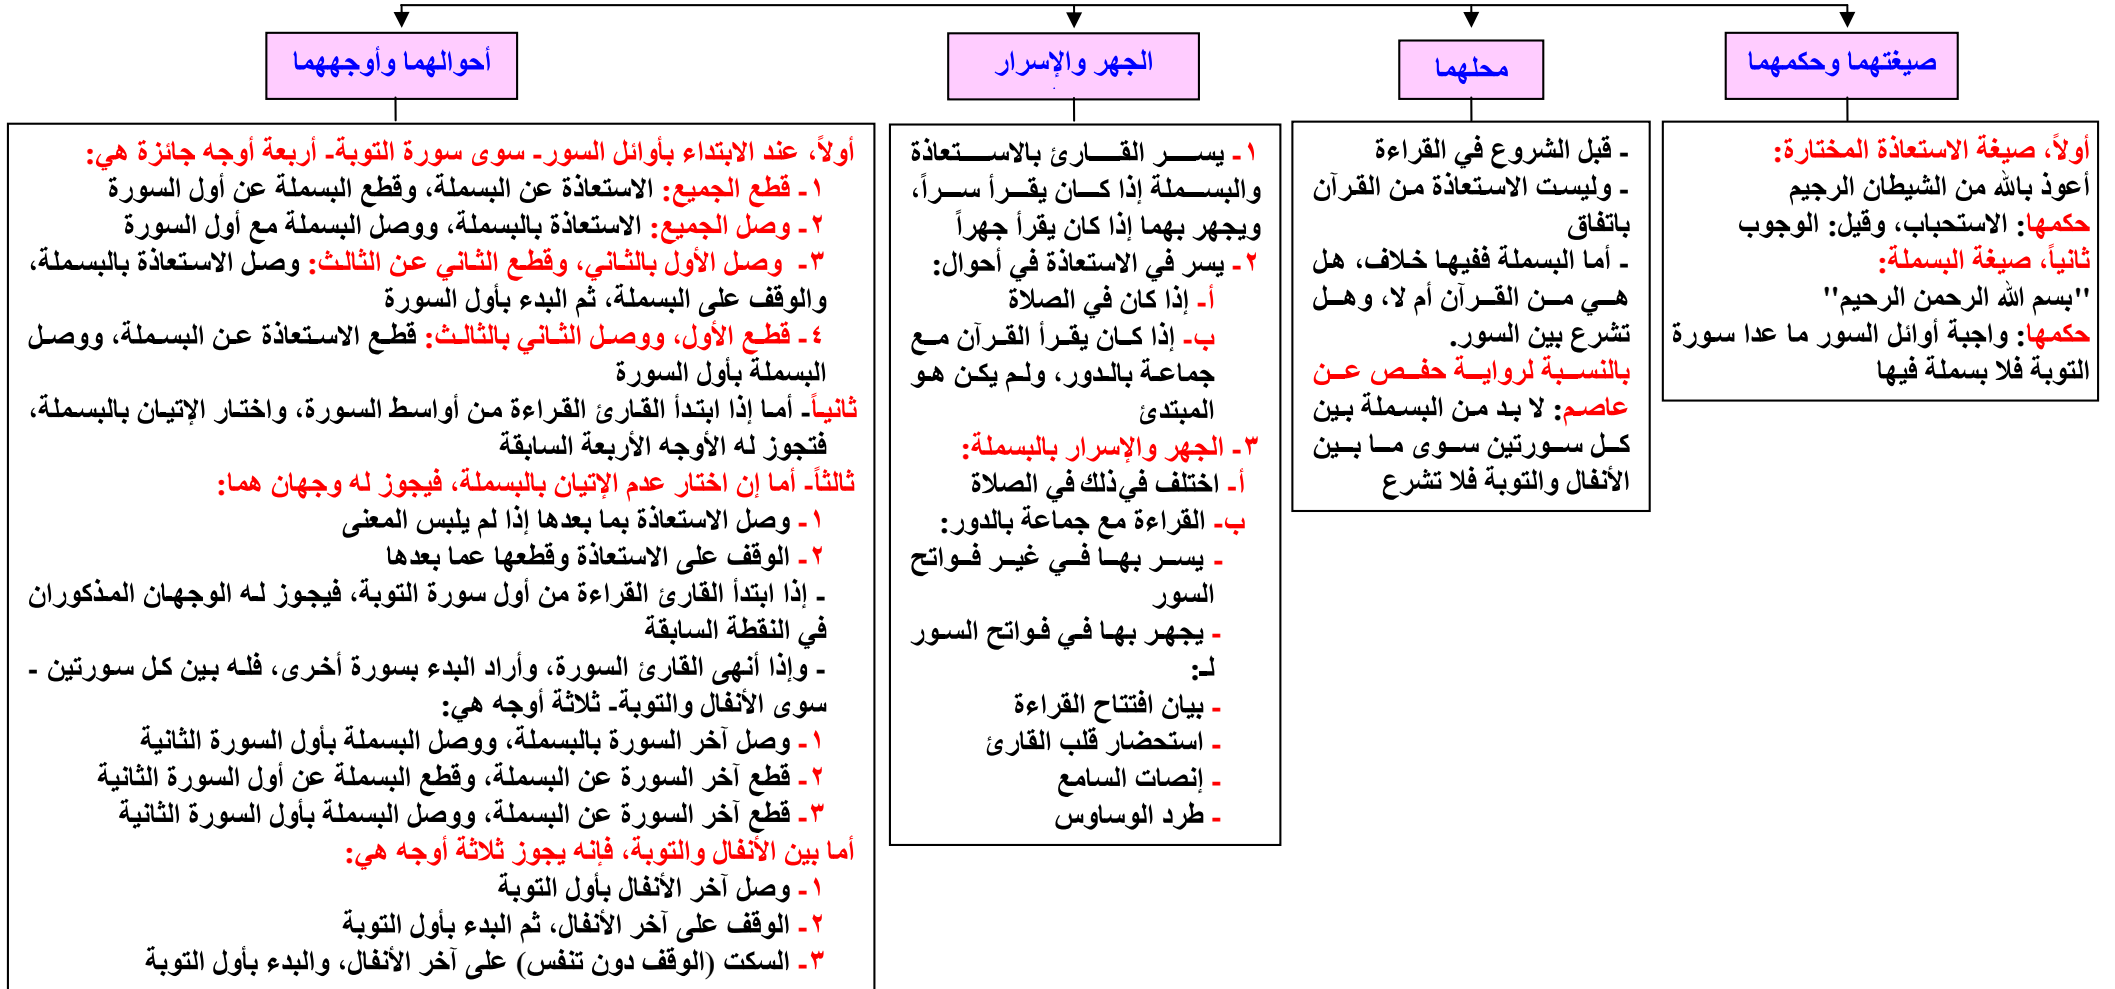 صيغتهما وحكمهما
أولاً، صيغة الاستعاذة المختارة:
أعوذ بالله من الشيطان الرجيم
حكمها: الاستحباب، وقيل: الوجوب
ثانياً، صيغة البسملة:
"بسم الله الرحمن الرحيم"
حكمها: واجبة أوائل السور ما عدا سورة
التوبة فلا بسملة فيها
محلهما
- قبل الشروع في القراءة
- وليست الاستعاذة من القرآن
باتفاق
- أما البسملة ففيها خلاف، هل
هي من القرآن أم لا، وهل
تشرع بين السور.
بالنسبة لرواية حفص عن
عاصم: لا بد من البسملة بين
كل سورتين سوى ما بين
الأنفال والتوبة فلا تشرع
الجهر والإسرار
١- يسر القارئ بالاستعاذة
والبسملة إذا كان يقرأ سراً،
ويجهر بهما إذا كان يقرأ جهراً
٢- يسر في الاستعاذة في أحوال:
أ- إذا كان في الصلاة
ب- إذا كان يقرأ القرآن مع
جماعة بالدور، ولم يكن هو
المبتدئ
٣- الجهر والإسرار بالبسملة:
أ- اختلف في ذلك في الصلاة
ب- القراءة مع جماعة بالدور:
- يسر بها في غير فواتح
السور
- يجهر بها في فواتح السور
لـ:
- بيان افتتاح القراءة
- استحضار قلب القارئ
- إنصات السامع
- طرد الوساوس
أحوالهما وأوجههما
أولاً، عند الابتداء بأوائل السور- سوى سورة التوبة- أربعة أوجه جائزة هي:
١- قطع الجميع: الاستعاذة عن البسملة، وقطع البسملة عن أول السورة
٢- وصل الجميع: الاستعاذة بالبسملة، ووصل البسملة مع أول السورة
٣- وصل الأول بالثاني، وقطع الثاني عن الثالث: وصل الاستعاذة بالبسملة،
والوقف على البسملة، ثم البدء بأول السورة
٤- قطع الأول، ووصل الثاني بالثالث: قطع الاستعاذة عن البسملة، ووصل
البسملة بأول السورة
ثانياً- أما إذا ابتدأ القارئ القراءة من أواسط السورة، واختار الإتيان بالبسملة،
فتجوز له الأوجه الأربعة السابقة
ثالثاً- أما إن اختار عدم الإتيان بالبسملة، فيجوز له وجهان هما:
١- وصل الاستعاذة بما بعدها إذا لم يلبس المعنى
٢- الوقف على الاستعاذة وقطعها عما بعدها
- إذا ابتدأ القارئ القراءة من أول سورة التوبة، فيجوز له الوجهان المذكوران
في النقطة السابقة
- وإذا أنهى القارئ السورة، وأراد البدء بسورة أخرى، فله بين كل سورتين -
سوى الأنفال والتوبة- ثلاثة أوجه هي:
١- وصل آخر السورة بالبسملة، ووصل البسملة بأول السورة الثانية
٢- قطع آخر السورة عن البسملة، وقطع البسملة عن أول السورة الثانية
٣- قطع آخر السورة عن البسملة، ووصل البسملة بأول السورة الثانية
أما بين الأنفال والتوبة، فإنه يجوز ثلاثة أوجه هي:
١- وصل آخر الأنفال بأول التوبة
٢- الوقف على آخر الأنفال، ثم البدء بأول التوبة
٣- السكت (الوقف دون تنفس) على آخر الأنفال، والبدء بأول التوبة